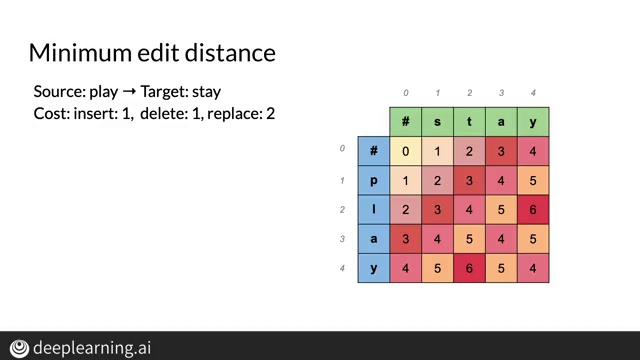 Minimum edit distance
Source: play → Target: stay
Cost: insert: 1, delete: 1, replace: 2
0 1 2 3 4
# s t a y
0 # 0 1 2 3 4
1 p 1 2 3 4 5
2 l 2 3 4 5 6
3 a 3 4 5 4 5
4 y 4 5 6 5 4
deeplearning.ai